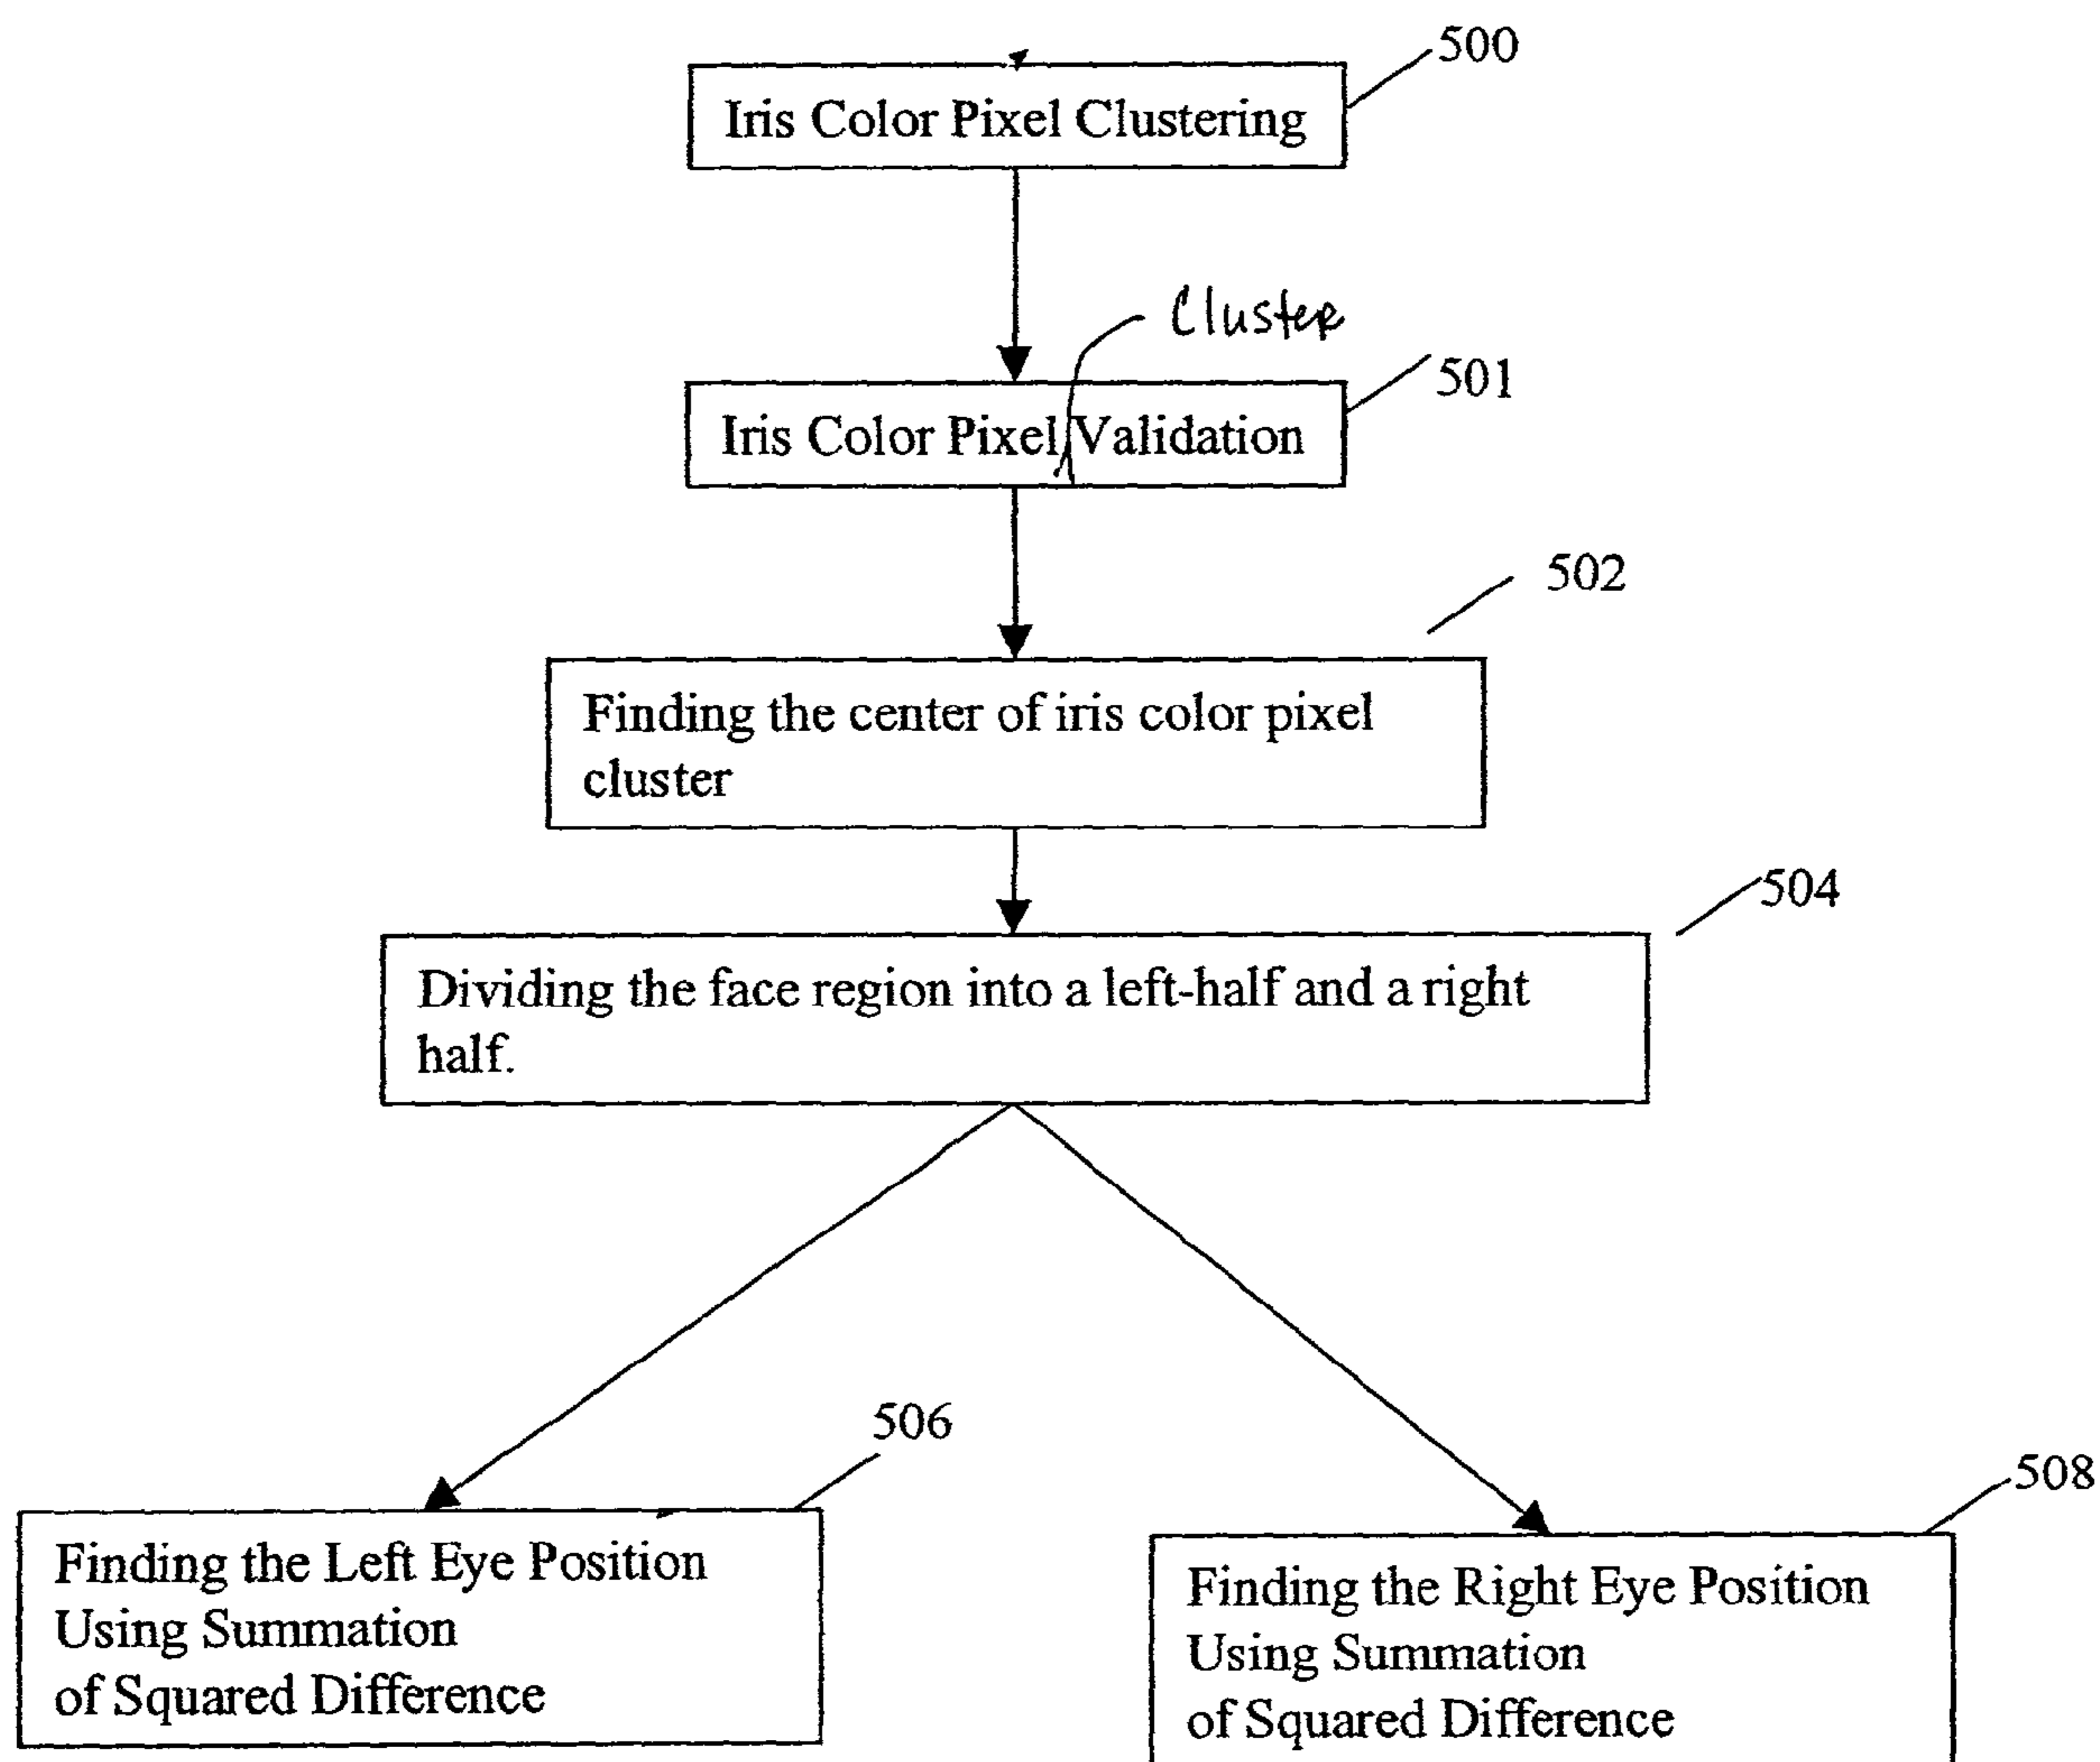 500
Iris Color Pixel Clustering
Cluster
501
Iris Color Pixel Validation
502
Finding the center of iris color pixel
cluster
504
Dividing the face region into a left-half and a right
half.
506
Finding the Left Eye Position
Using Summation
of Squared Difference
508
Finding the Right Eye Position
Using Summation
of Squared Difference